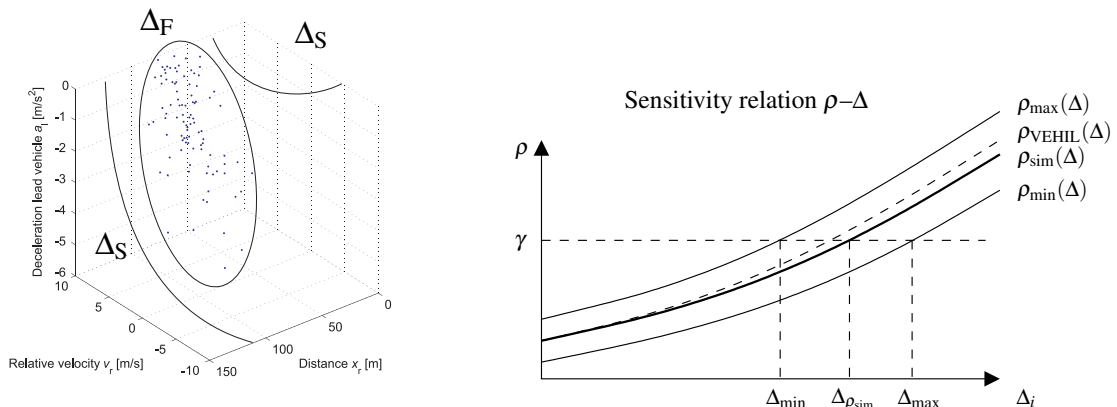 Δ_F
Δ_S
Δ_S
0
-1
-2
-3
-4
-5
-6
Deceleration lead vehicle a_l [m/s²]
10
5
0
-5
-10
Relative velocity v_r [m/s]
150
100
50
0
Distance x_r [m]
Sensitivity relation ρ–Δ
ρ
γ
ρ_max(Δ)
ρ_VEHIL(Δ)
ρ_sim(Δ)
ρ_min(Δ)
Δ_min
Δ_ρ_sim
Δ_max
Δ_i